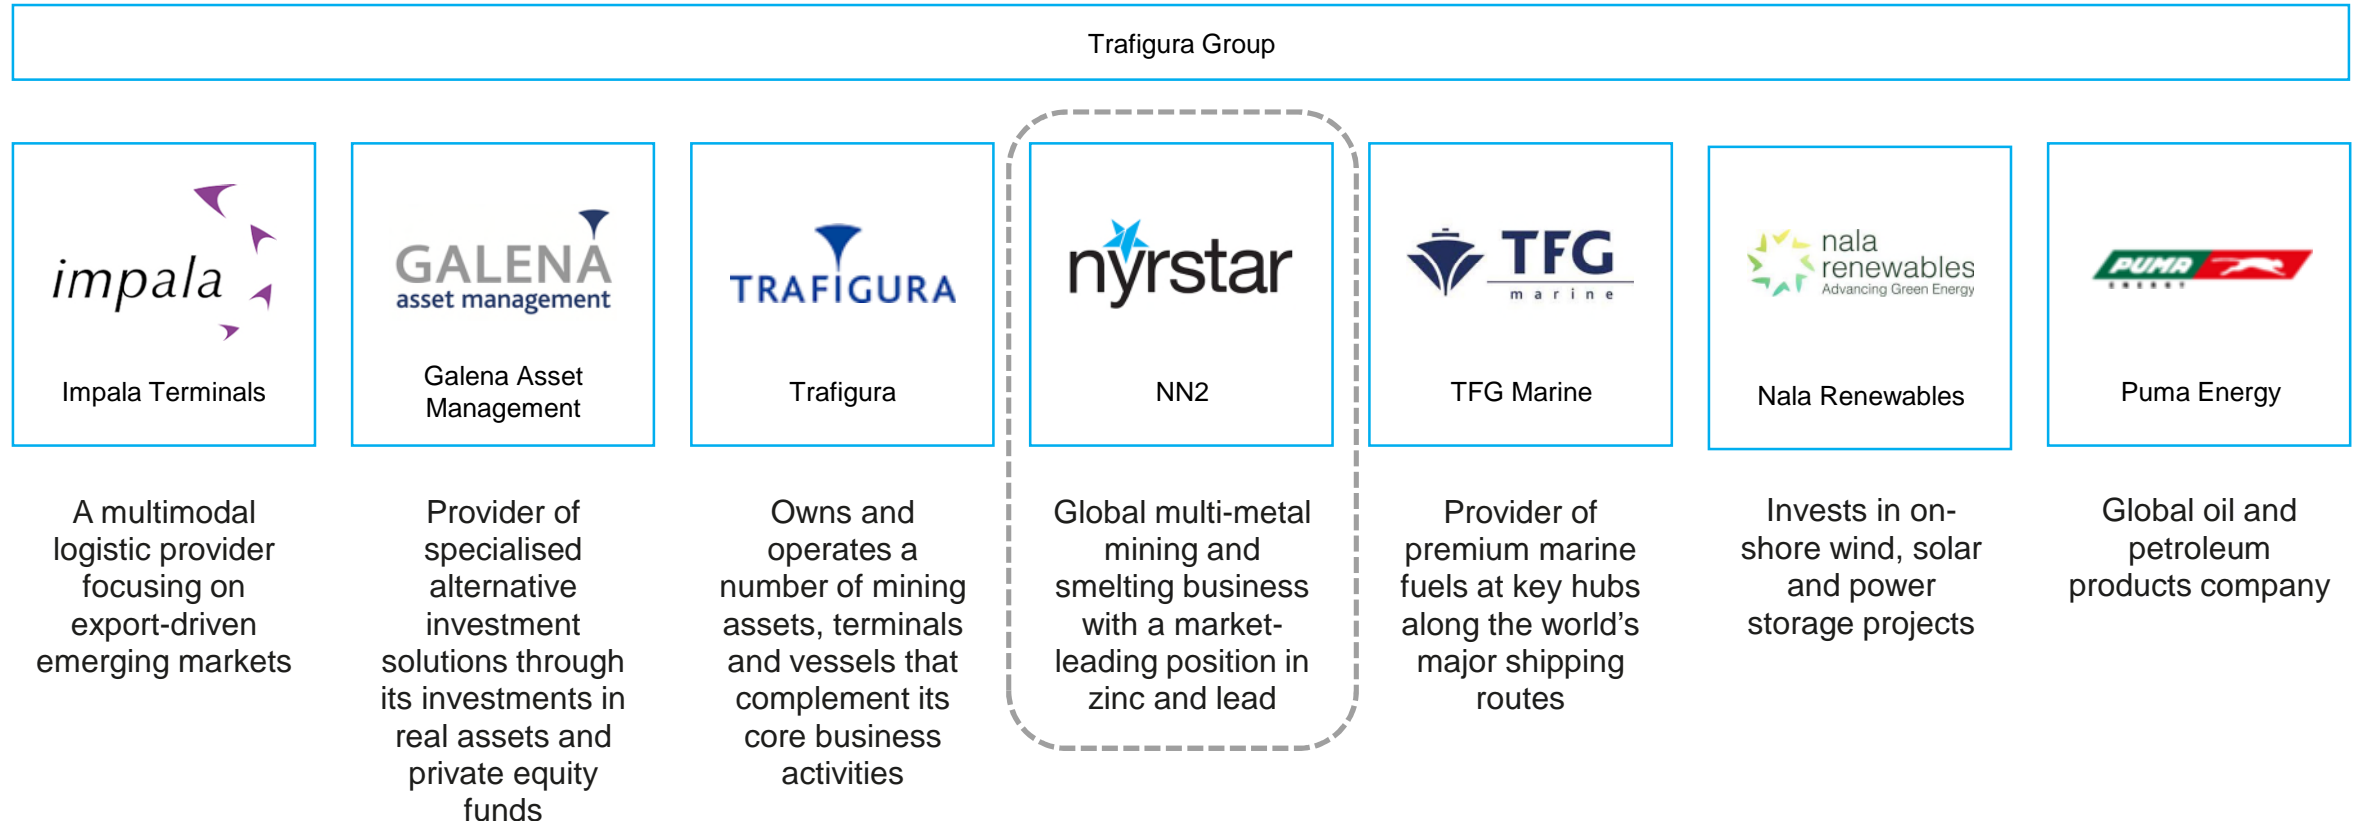 Trafigura Group
impala
Impala Terminals
A multimodal
logistic provider
focusing on
export-driven
emerging markets
GALENA
asset management
Galena Asset
Management
Provider of
specialised
alternative
investment
solutions through
its investments in
real assets and
private equity
funds
TRAFIGURA
Trafigura
Owns and
operates a
number of mining
assets, terminals
and vessels that
complement its
core business
activities
nyrstar
NN2
Global multi-metal
mining and
smelting business
with a market-
leading position in
zinc and lead
TFG
marine
TFG Marine
Provider of
premium marine
fuels at key hubs
along the world’s
major shipping
routes
nala
renewables
Advancing Green Energy
Nala Renewables
Invests in on-
shore wind, solar
and power
storage projects
PUMA
ENERGY
Puma Energy
Global oil and
petroleum
products company